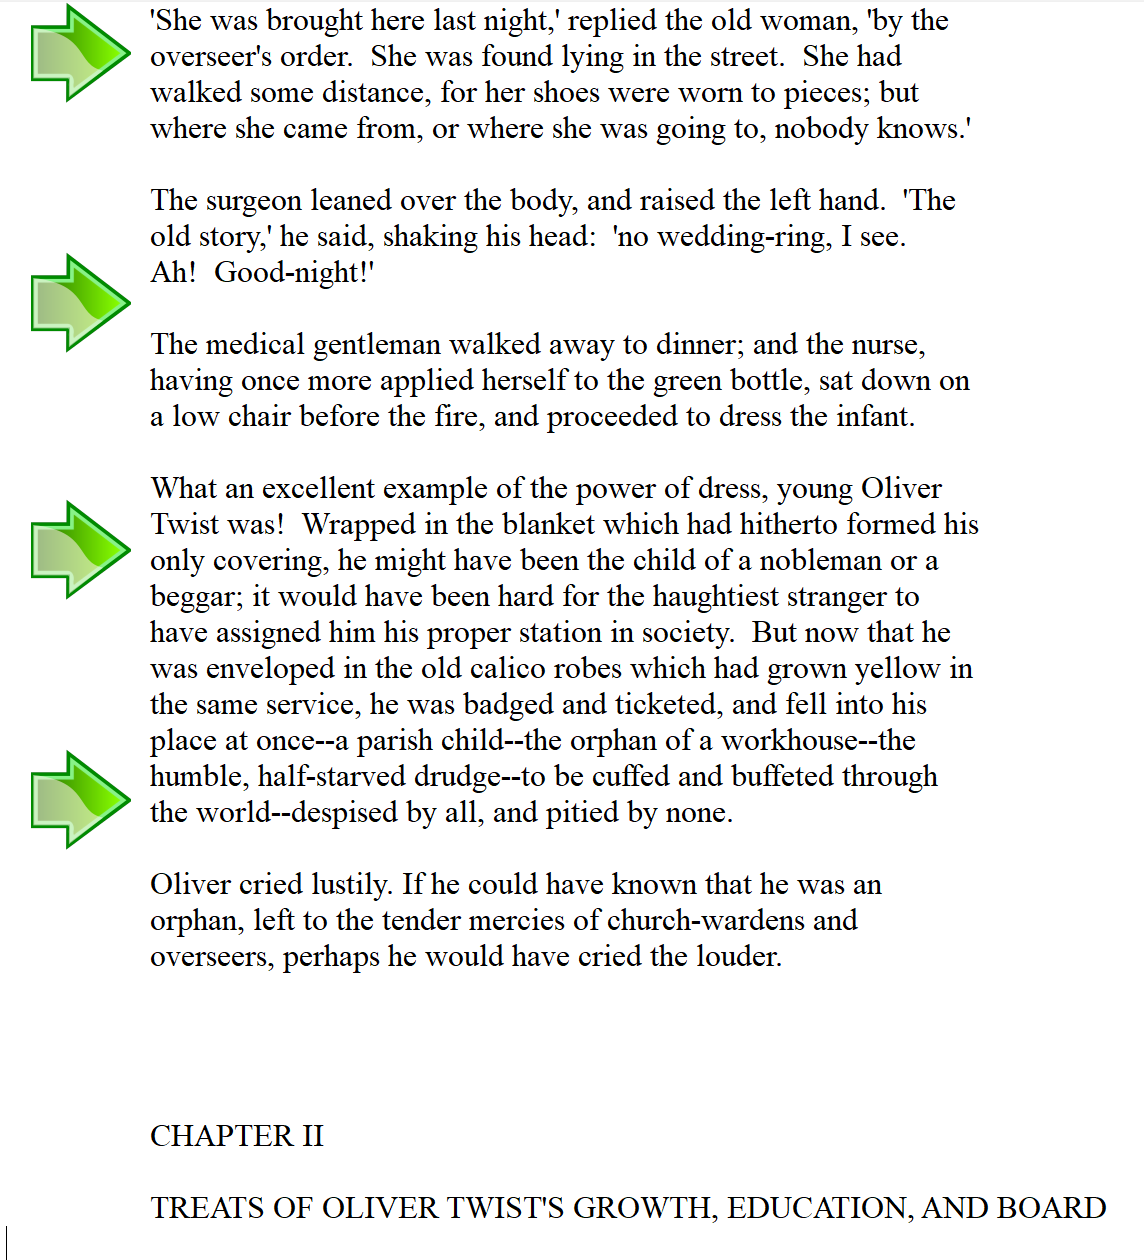 'She was brought here last night,' replied the old woman, 'by the
overseer's order.  She was found lying in the street.  She had
walked some distance, for her shoes were worn to pieces; but
where she came from, or where she was going to, nobody knows.'

The surgeon leaned over the body, and raised the left hand.  'The
old story,' he said, shaking his head:  'no wedding-ring, I see.
Ah!  Good-night!'

The medical gentleman walked away to dinner; and the nurse,
having once more applied herself to the green bottle, sat down on
a low chair before the fire, and proceeded to dress the infant.

What an excellent example of the power of dress, young Oliver
Twist was!  Wrapped in the blanket which had hitherto formed his
only covering, he might have been the child of a nobleman or a
beggar; it would have been hard for the haughtiest stranger to
have assigned him his proper station in society.  But now that he
was enveloped in the old calico robes which had grown yellow in
the same service, he was badged and ticketed, and fell into his
place at once--a parish child--the orphan of a workhouse--the
humble, half-starved drudge--to be cuffed and buffeted through
the world--despised by all, and pitied by none.

Oliver cried lustily. If he could have known that he was an
orphan, left to the tender mercies of church-wardens and
overseers, perhaps he would have cried the louder.

CHAPTER II

TREATS OF OLIVER TWIST'S GROWTH, EDUCATION, AND BOARD